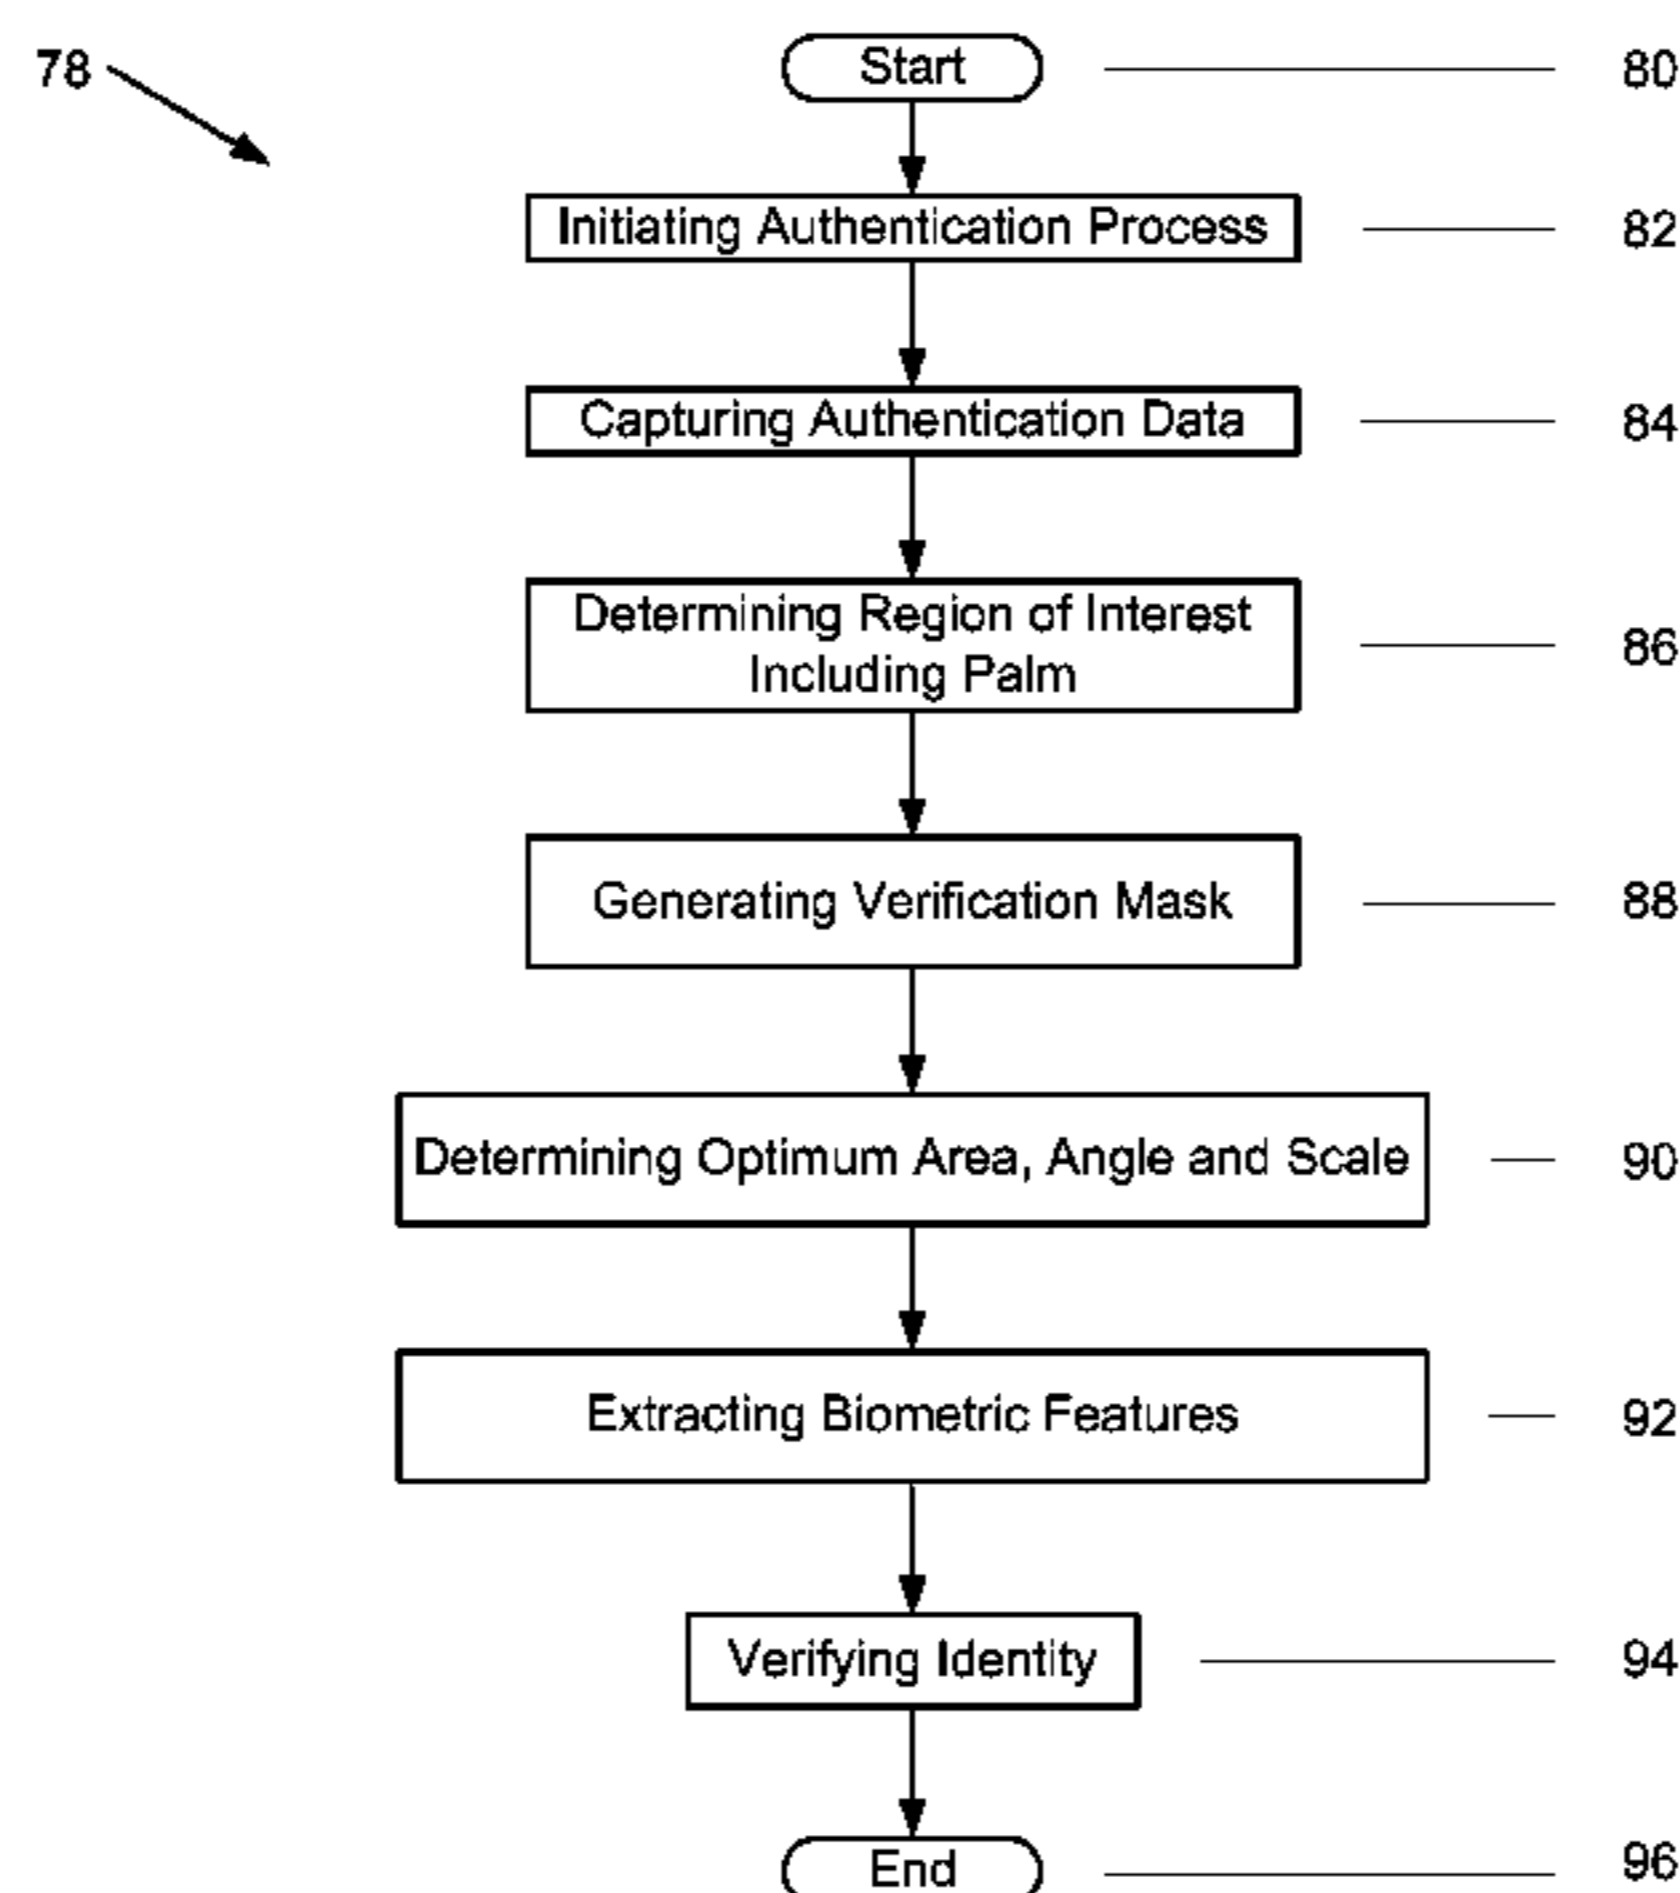 78
Start
80
Initiating Authentication Process
82
Capturing Authentication Data
84
Determining Region of Interest
Including Palm
86
Generating Verification Mask
88
Determining Optimum Area, Angle and Scale
90
Extracting Biometric Features
92
Verifying Identity
94
End
96